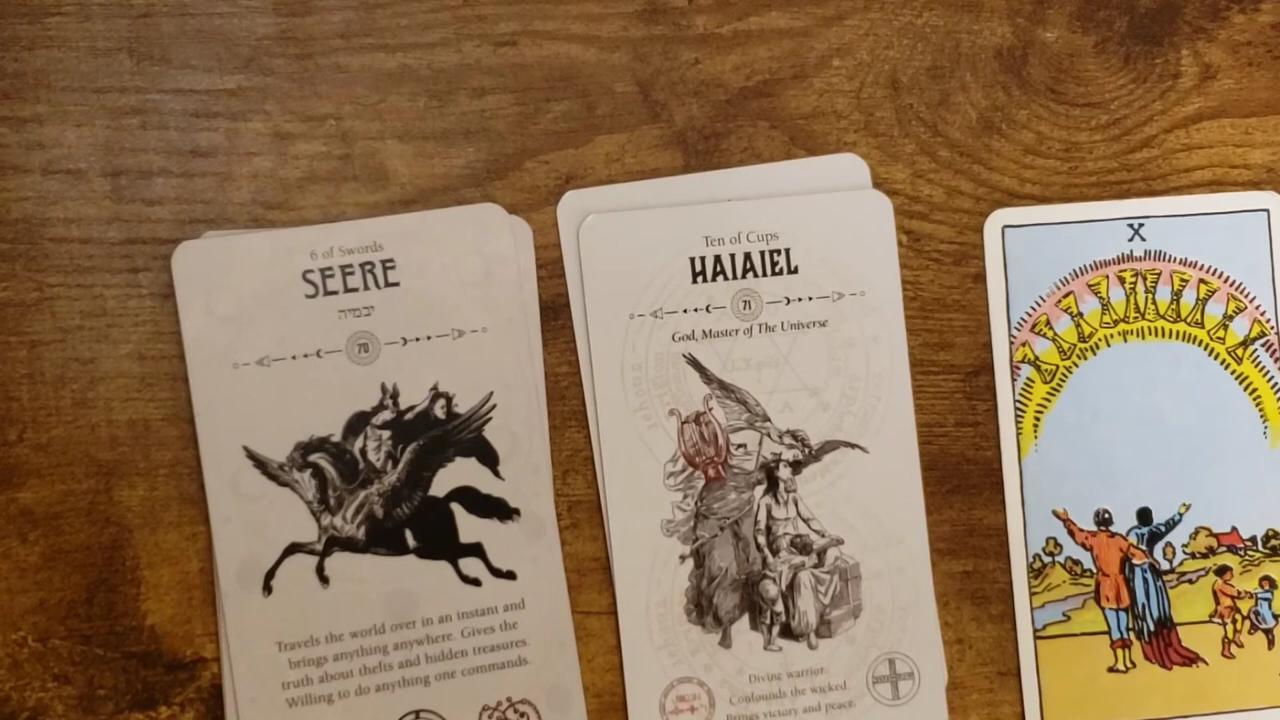 6 of Swords
SEERE
יבמיה
70
Travels the world over in an instant and
brings anything anywhere. Gives the
truth about thefts and hidden treasures.
Willing to do anything one commands.
Ten of Cups
HAIAIEL
71
God, Master of The Universe
Divine warrior.
Confounds the wicked.
Brings victory and peace.
X